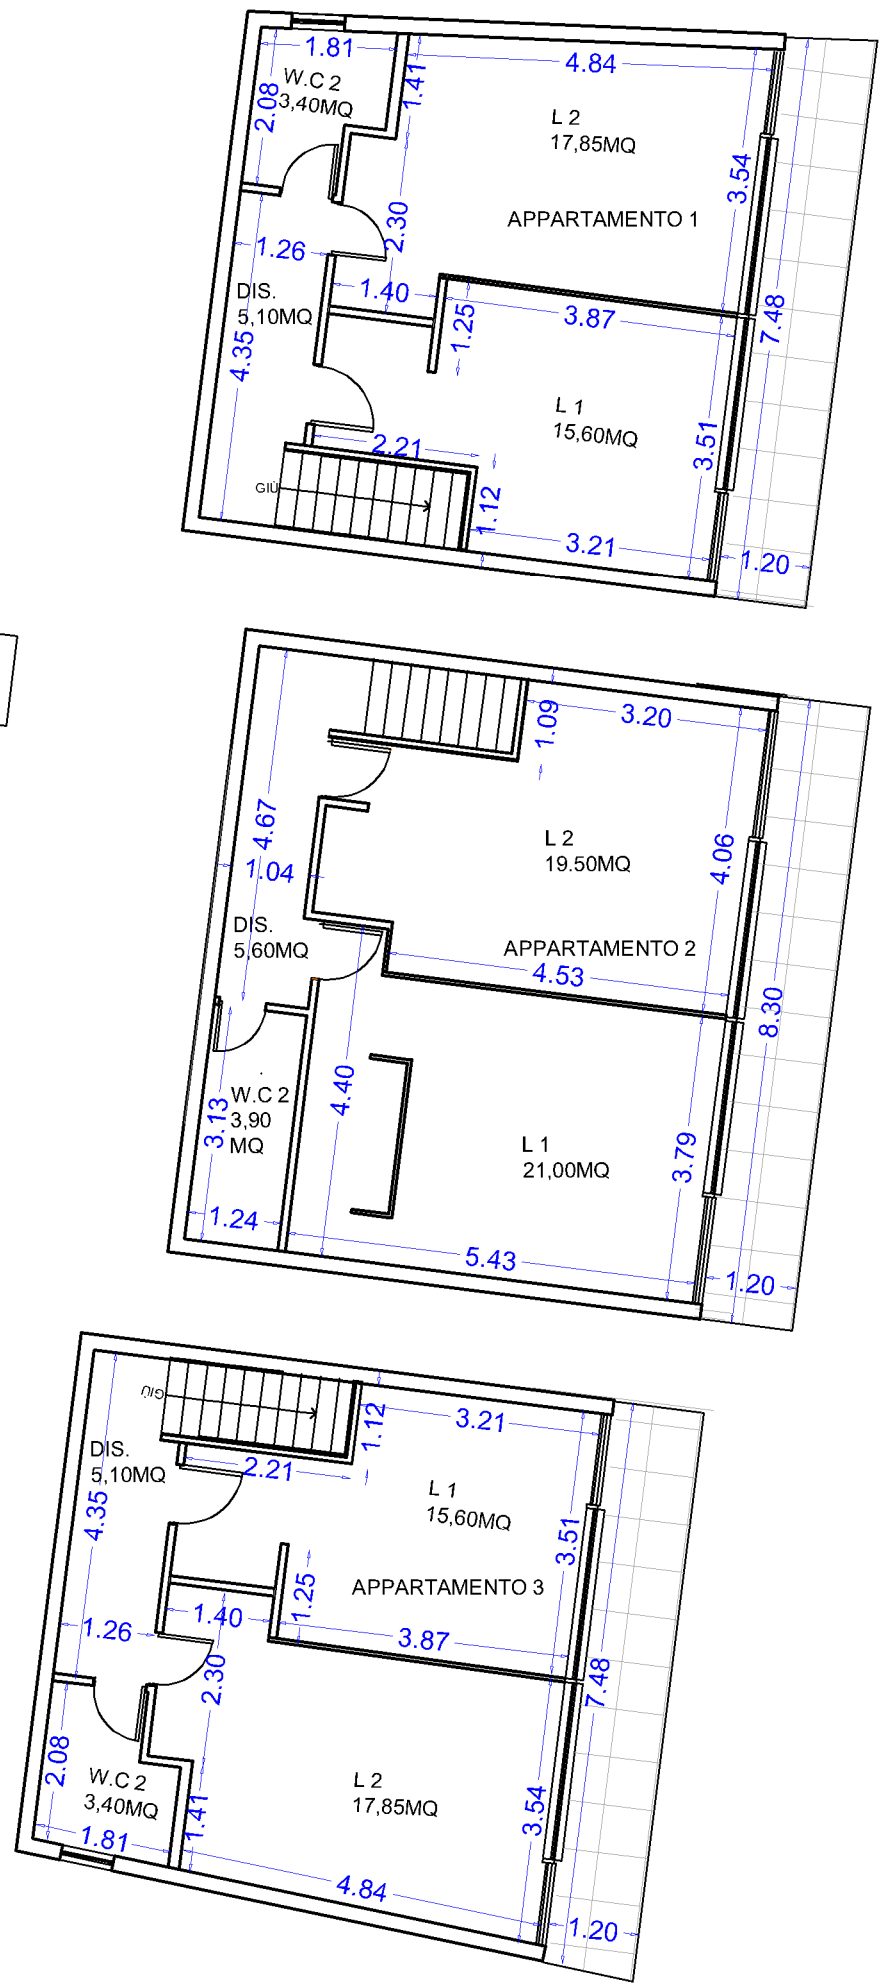 1.81
4.84
W.C 2
3,40MQ
1.41
2.08
L 2
17,85MQ
3.54
APPARTAMENTO 1
2.30
1.26
DIS.
5,10MQ
1.40
3.87
1.25
7.48
4.35
L 1
15,60MQ
2.21
3.51
GIÙ
1.12
3.21
1.20
3.20
1.09
4.67
L 2
19.50MQ
4.06
1.04
DIS.
5,60MQ
APPARTAMENTO 2
4.53
8.30
4.40
W.C 2
3,90
MQ
3.13
L 1
21,00MQ
3.79
1.24
5.43
1.20
GIÙ
1.12
3.21
DIS.
5,10MQ
2.21
L 1
15,60MQ
4.35
3.51
APPARTAMENTO 3
1.25
1.40
1.26
3.87
2.30
7.48
2.08
W.C 2
3,40MQ
L 2
17,85MQ
1.41
3.54
1.81
4.84
1.20